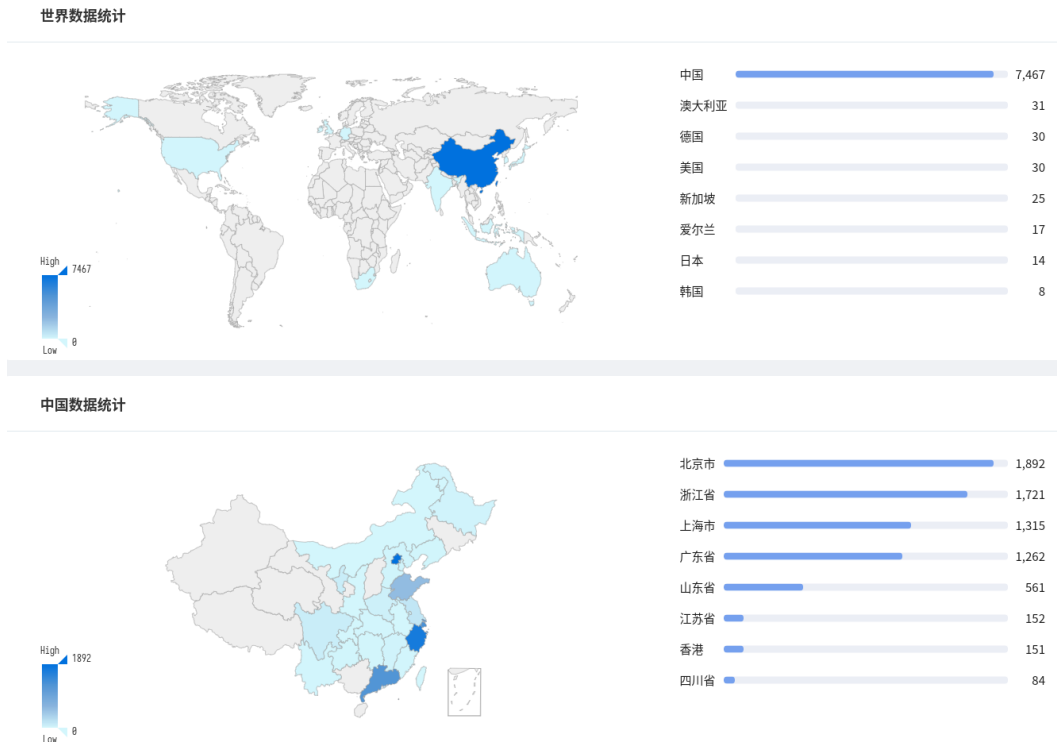 世界数据统计
High
7467
0
Low
中国 7,467
澳大利亚 31
德国 30
美国 30
新加坡 25
爱尔兰 17
日本 14
韩国 8
中国数据统计
High
1892
0
Low
北京市 1,892
浙江省 1,721
上海市 1,315
广东省 1,262
山东省 561
江苏省 152
香港 151
四川省 84